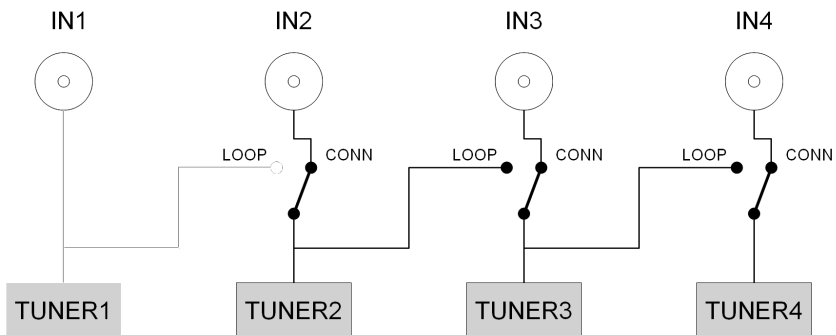 IN1 IN2 IN3 IN4
LOOP CONN LOOP CONN LOOP CONN
TUNER1 TUNER2 TUNER3 TUNER4